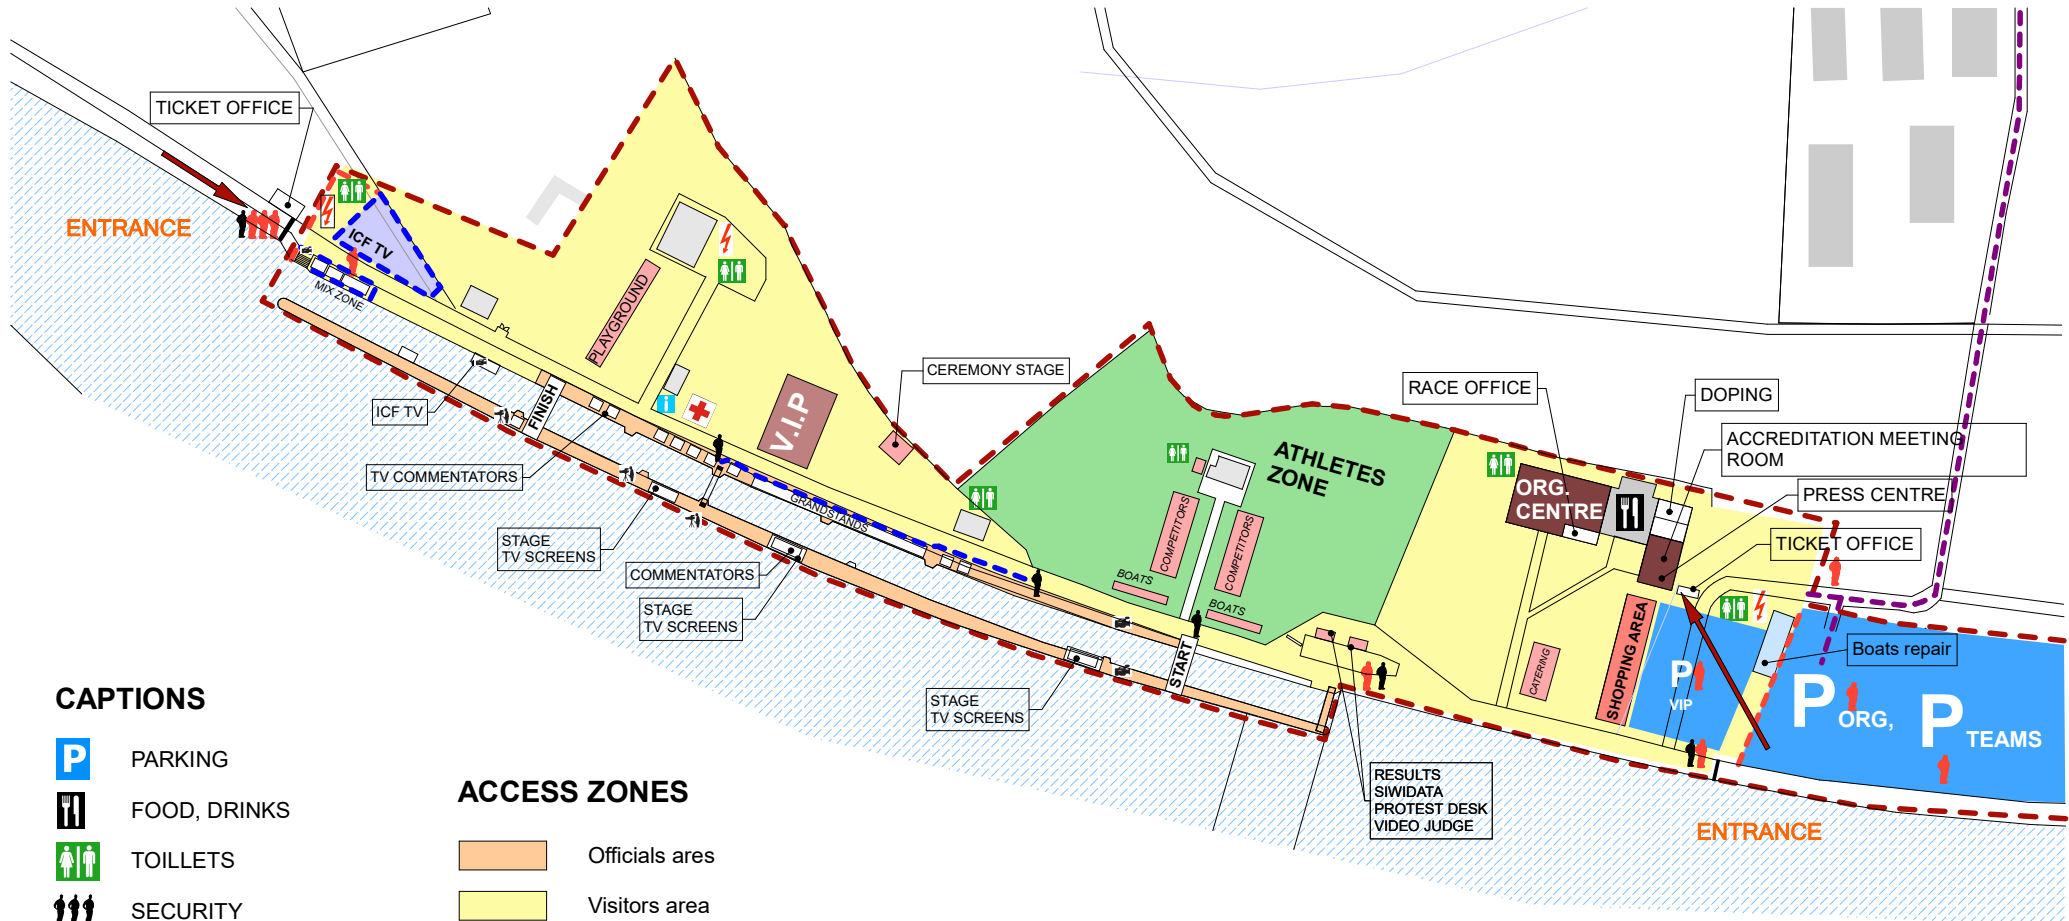 TICKET OFFICE
ENTRANCE
ICF TV
MIX ZONE
PLAYGROUND
FINISH
ICF TV
TV COMMENTATORS
V.I.P
CEREMONY STAGE
GRANDSTANDS
STAGE
TV SCREENS
COMMENTATORS
STAGE
TV SCREENS
STAGE
TV SCREENS
START
ATHLETES
ZONE
COMPETITORS
COMPETITORS
BOATS
BOATS
RACE OFFICE
DOPING
ACCREDITATION MEETING
ROOM
PRESS CENTRE
TICKET OFFICE
ORG.
CENTRE
CATERING
SHOPPING AREA
P
VIP
Boats repair
P ORG,
P TEAMS
RESULTS
SIWIDATA
PROTEST DESK
VIDEO JUDGE
ENTRANCE
CAPTIONS
P PARKING
FOOD, DRINKS
TOILLETS
SECURITY
ACCESS ZONES
Officials ares
Visitors area